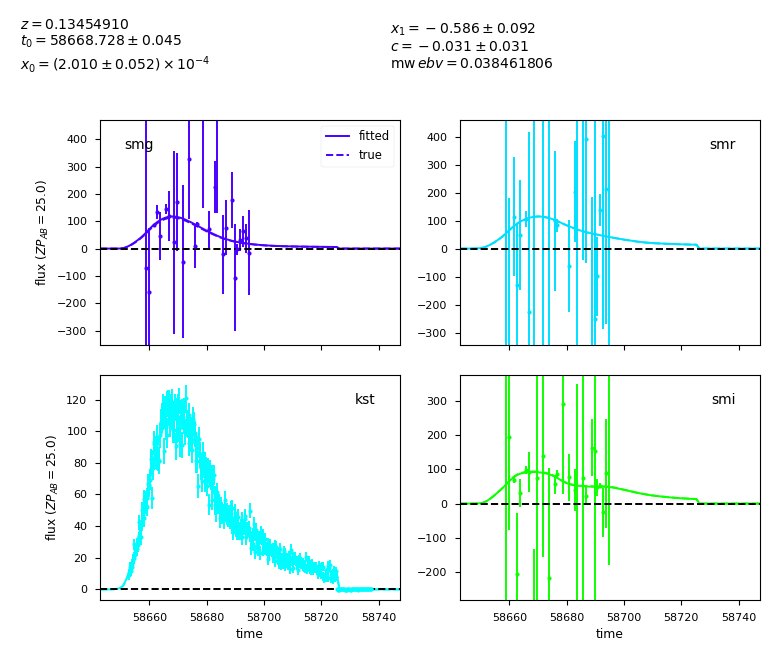 z = 0.13454910
t₀ = 58668.728 ± 0.045
x₀ = (2.010 ± 0.052) × 10⁻⁴
x₁ = −0.586 ± 0.092
c = −0.031 ± 0.031
mw ebv = 0.038461806
smg
fitted
true
400
300
200
100
0
−100
−200
−300
flux (ZP_AB = 25.0)
smr
400
300
200
100
0
−100
−200
−300
kst
120
100
80
60
40
20
0
flux (ZP_AB = 25.0)
58660 58680 58700 58720 58740
time
smi
300
200
100
0
−100
−200
58660 58680 58700 58720 58740
time